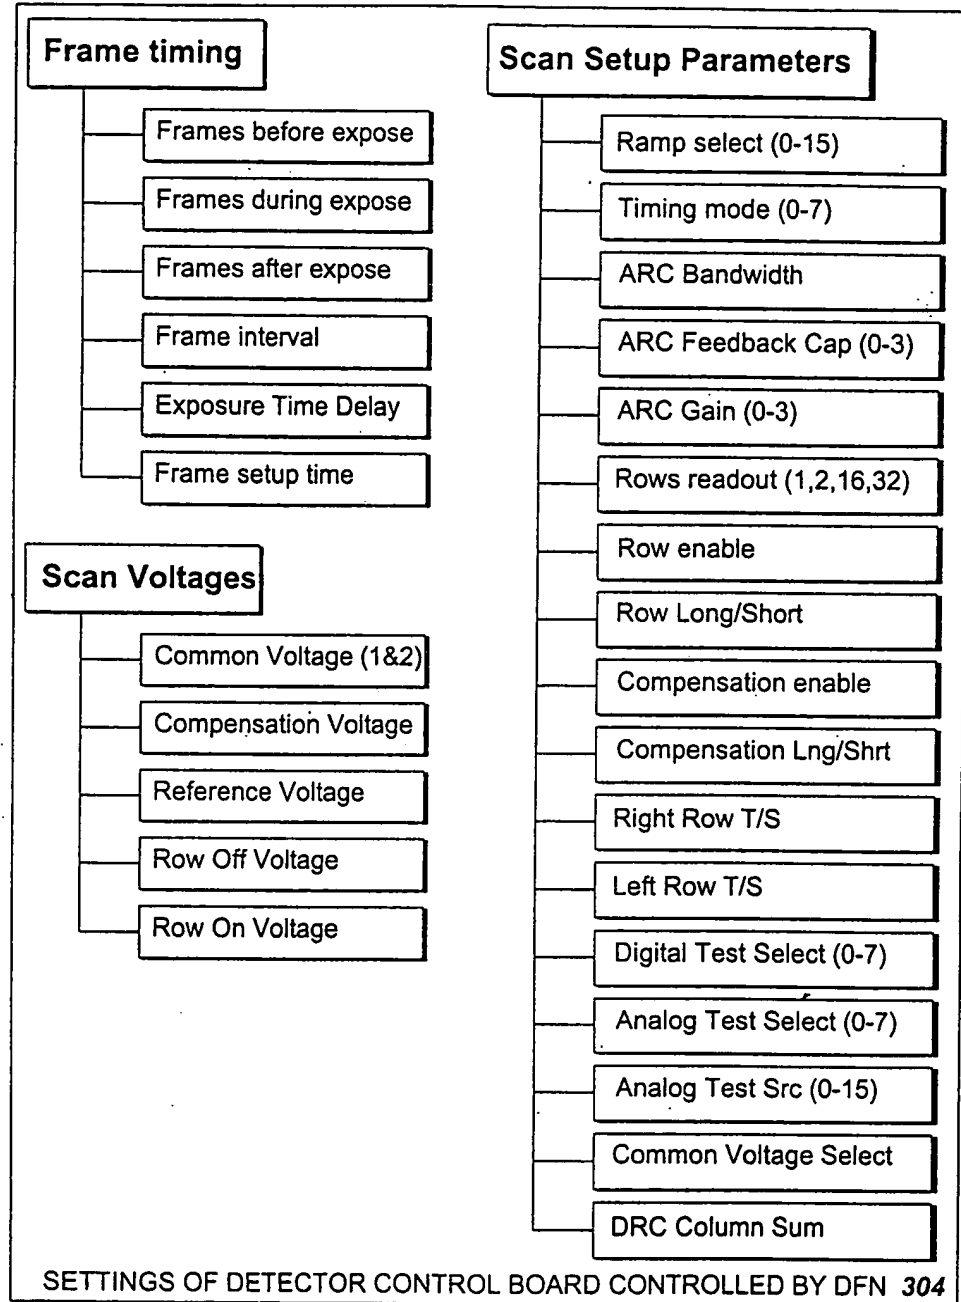 Frame timing
Frames before expose
Frames during expose
Frames after expose
Frame interval
Exposure Time Delay
Frame setup time
Scan Voltages
Common Voltage (1&2)
Compensation Voltage
Reference Voltage
Row Off Voltage
Row On Voltage
Scan Setup Parameters
Ramp select (0-15)
Timing mode (0-7)
ARC Bandwidth
ARC Feedback Cap (0-3)
ARC Gain (0-3)
Rows readout (1,2,16,32)
Row enable
Row Long/Short
Compensation enable
Compensation Lng/Shrt
Right Row T/S
Left Row T/S
Digital Test Select (0-7)
Analog Test Select (0-7)
Analog Test Src (0-15)
Common Voltage Select
DRC Column Sum
SETTINGS OF DETECTOR CONTROL BOARD CONTROLLED BY DFN 304